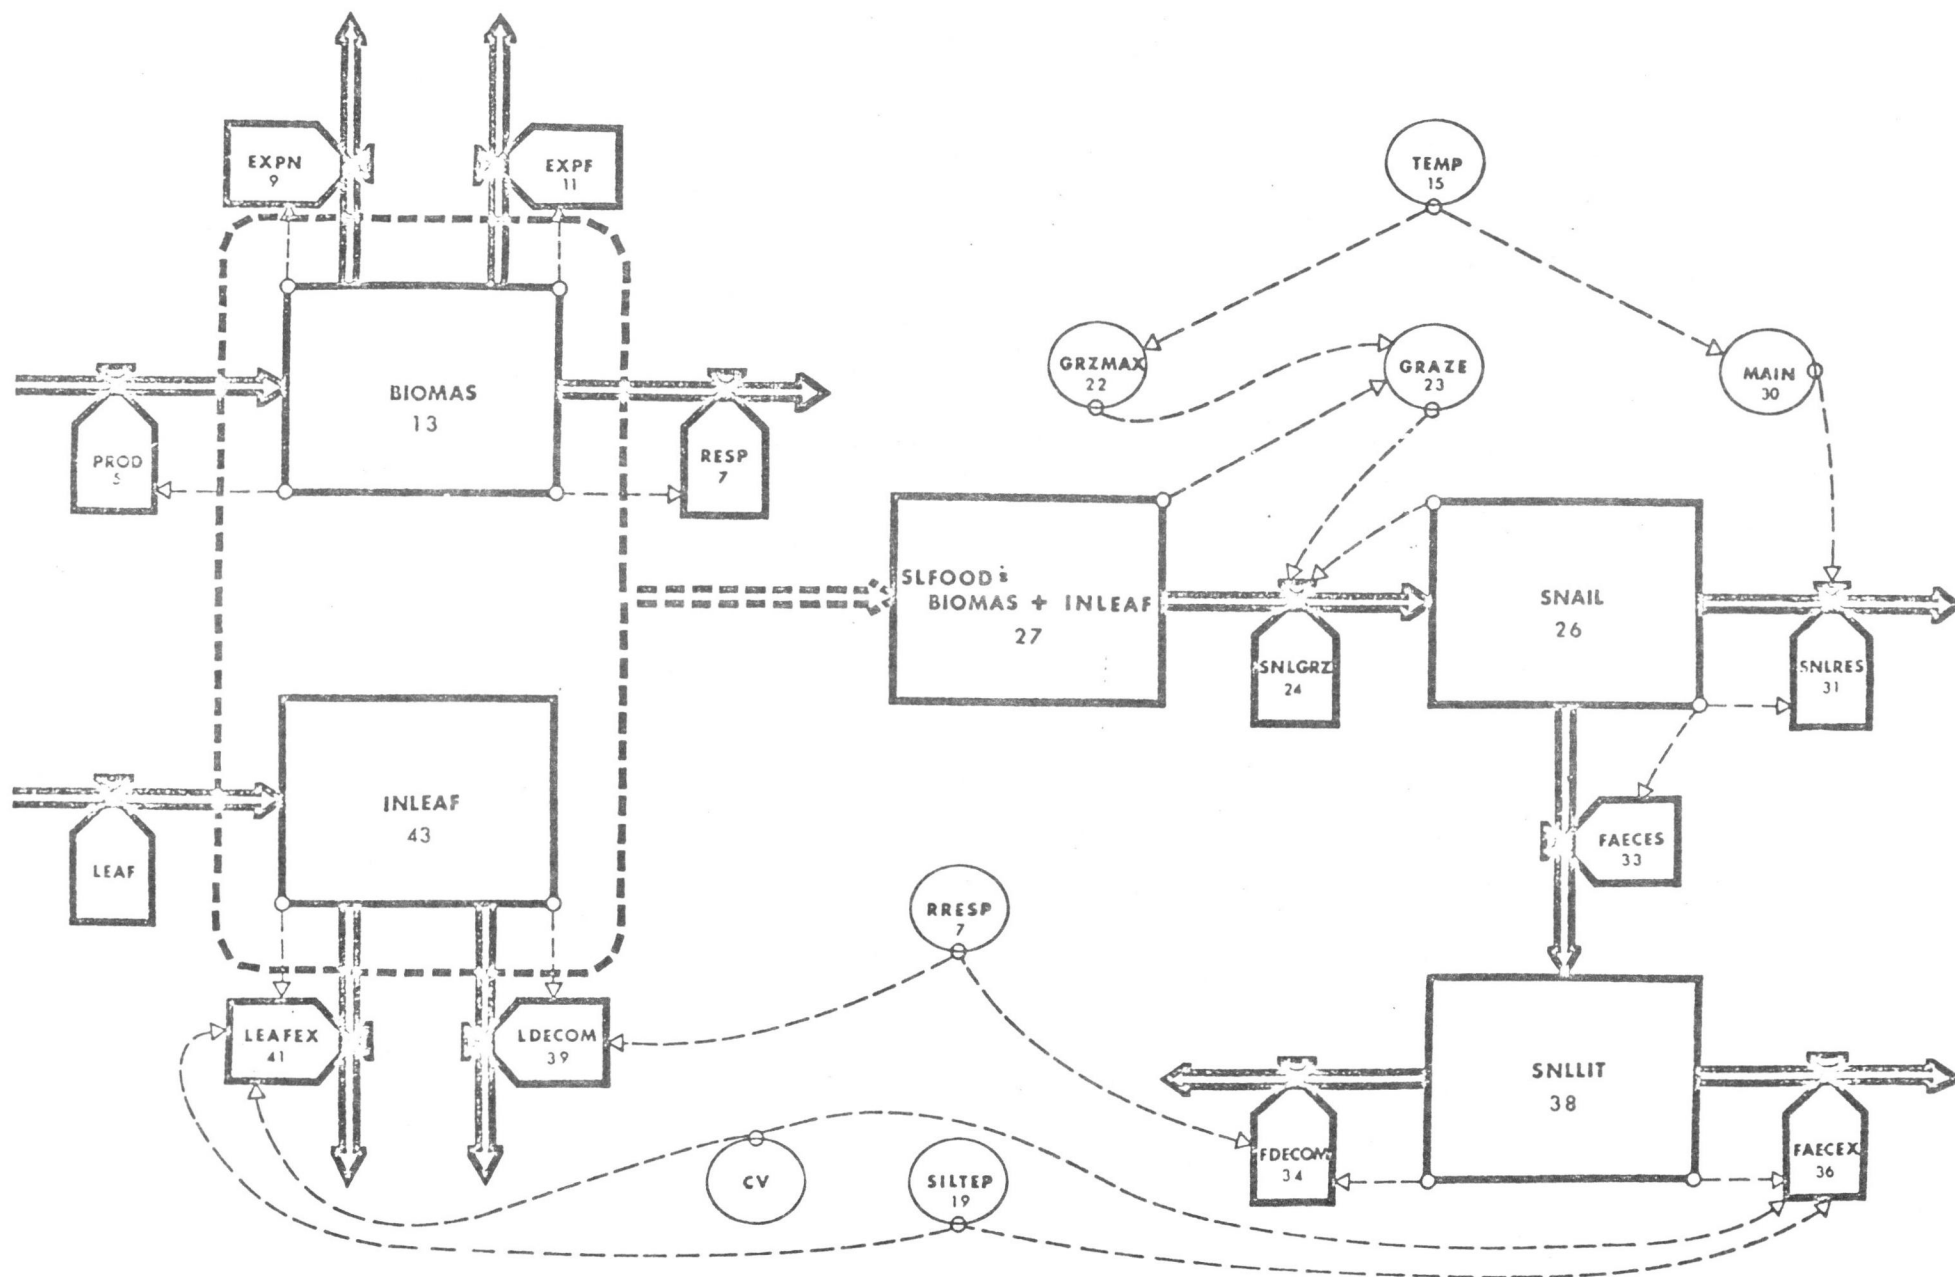 EXPN
9
EXPF
11
TEMP
15
BIOMAS
13
GRZMAX
22
GRAZE
23
MAIN
30
PROD
5
RESP
7
SLFOOD:
BIOMAS + INLEAF
27
SNAIL
26
SNLGRZ
24
SNLRES
31
INLEAF
43
LEAF
FAECES
33
RRESP
7
LEAFEX
41
LDECOM
39
SNLLIT
38
CV
SILTEP
19
FDECOM
34
FAECEX
36